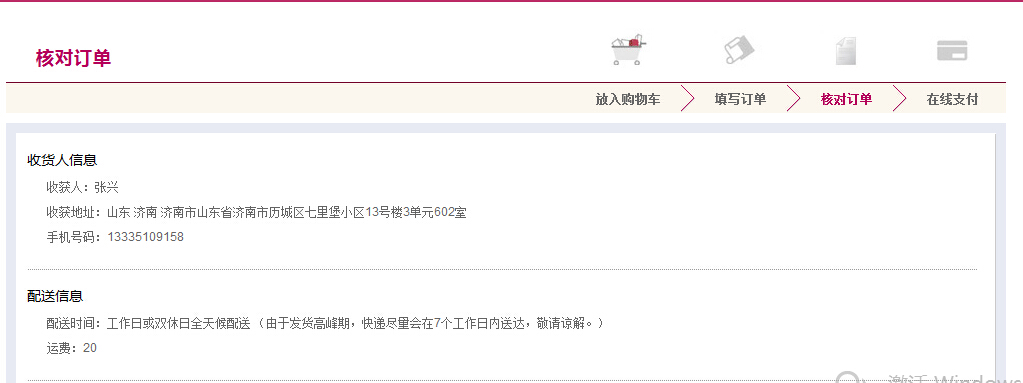 核对订单
放入购物车 填写订单 核对订单 在线支付
收货人信息
收获人：张兴
收获地址：山东 济南 济南市山东省济南市历城区七里堡小区13号楼3单元602室
手机号码：13335109158
配送信息
配送时间：工作日或双休日全天候配送 （由于发货高峰期，快递尽量会在7个工作日内送达，敬请谅解。）
运费：20
激活 Windows